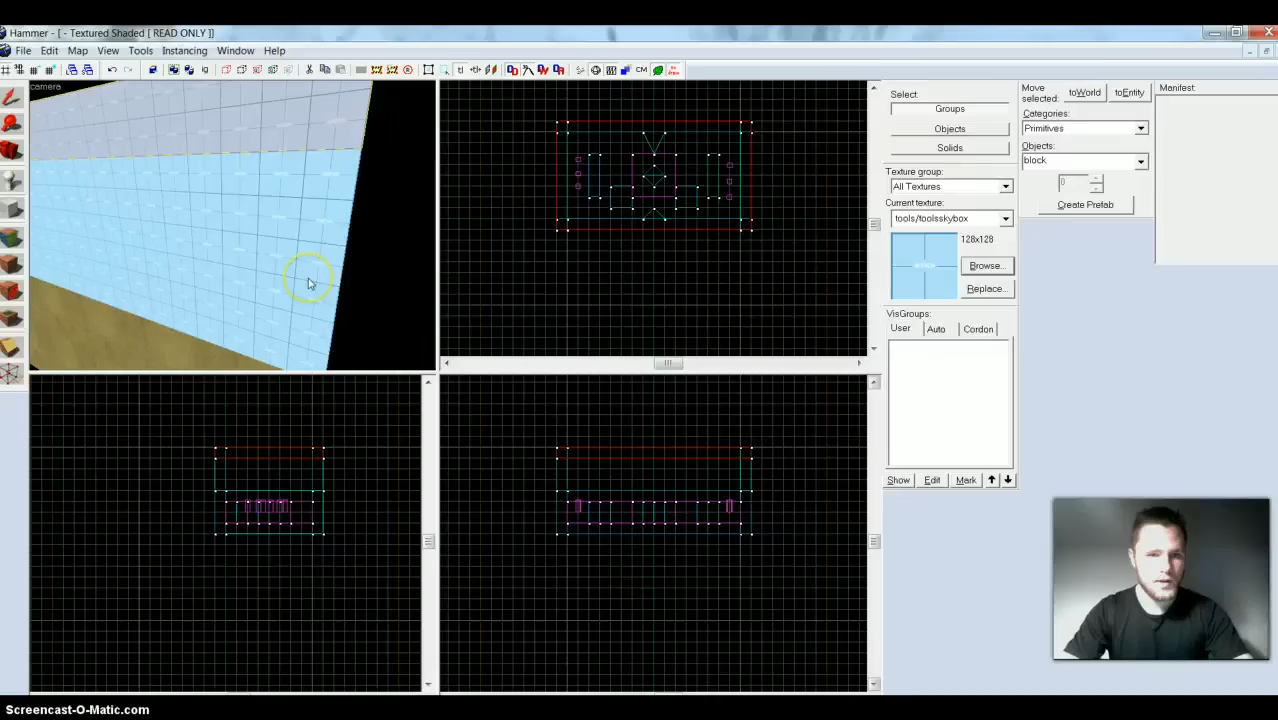 Hammer - [ - Textured Shaded [ READ ONLY ]]
File Edit Map View Tools Instancing Window Help
camera
Select:
Groups
Objects
Solids
Texture group:
All Textures
Current texture:
tools/toolsskybox
128x128
Browse...
Replace...
VisGroups:
User Auto Cordon
Show Edit Mark
Move selected:
toWorld toEntity
Categories:
Primitives
Objects:
block
0
Create Prefab
Manifest
Screencast-O-Matic.com